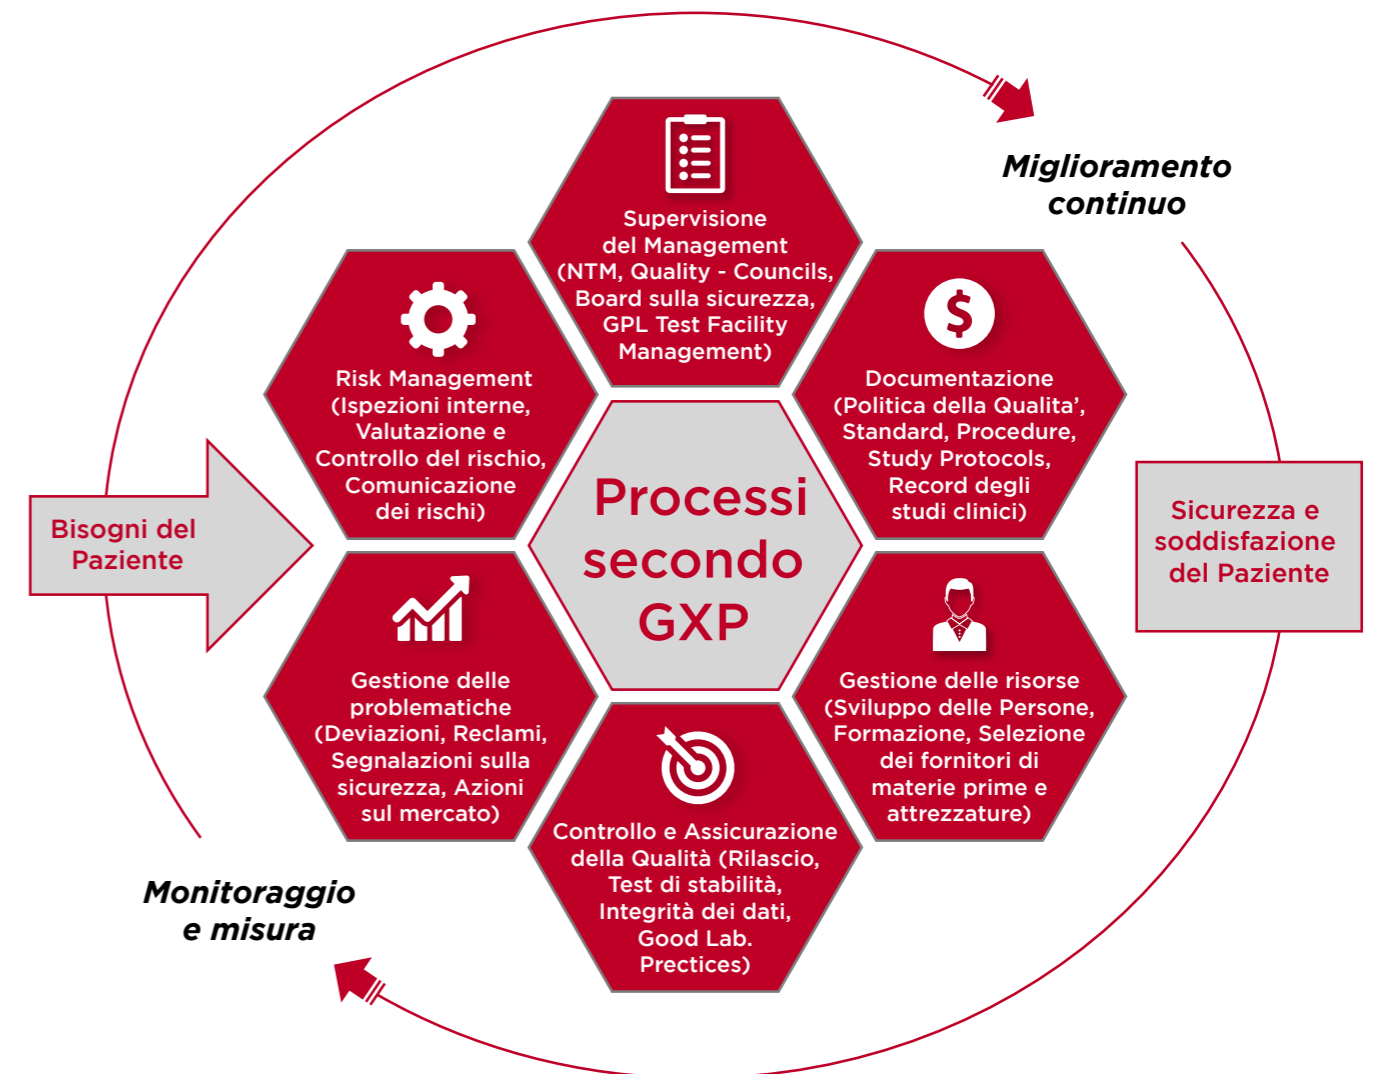 Miglioramento
continuo
Supervisione
del Management
(NTM, Quality - Councils,
Board sulla sicurezza,
GPL Test Facility
Management)
Risk Management
(Ispezioni interne,
Valutazione e
Controllo del rischio,
Comunicazione
dei rischi)
$
Documentazione
(Politica della Qualita’,
Standard, Procedure,
Study Protocols,
Record degli
studi clinici)
Bisogni del
Paziente
Processi
secondo
GXP
Sicurezza e
soddisfazione
del Paziente
Gestione delle
problematiche
(Deviazioni, Reclami,
Segnalazioni sulla
sicurezza, Azioni
sul mercato)
Gestione delle risorse
(Sviluppo delle Persone,
Formazione, Selezione
dei fornitori di
materie prime e
attrezzature)
Controllo e Assicurazione
della Qualità (Rilascio,
Test di stabilità,
Integrità dei dati,
Good Lab.
Prectices)
Monitoraggio
e misura